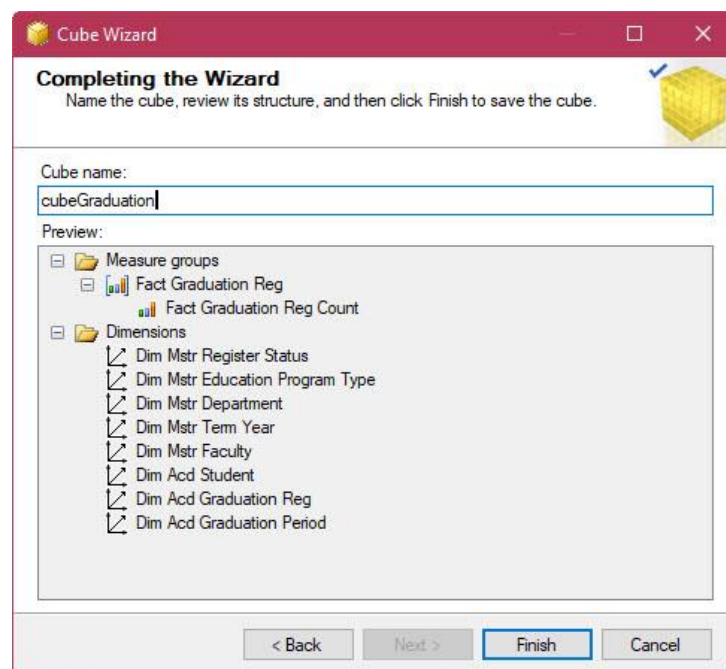 Cube Wizard
Completing the Wizard
Name the cube, review its structure, and then click Finish to save the cube.
Cube name:
cubeGraduation
Preview:
Measure groups
Fact Graduation Reg
Fact Graduation Reg Count
Dimensions
Dim Mstr Register Status
Dim Mstr Education Program Type
Dim Mstr Department
Dim Mstr Term Year
Dim Mstr Faculty
Dim Acd Student
Dim Acd Graduation Reg
Dim Acd Graduation Period
< Back Next > Finish Cancel